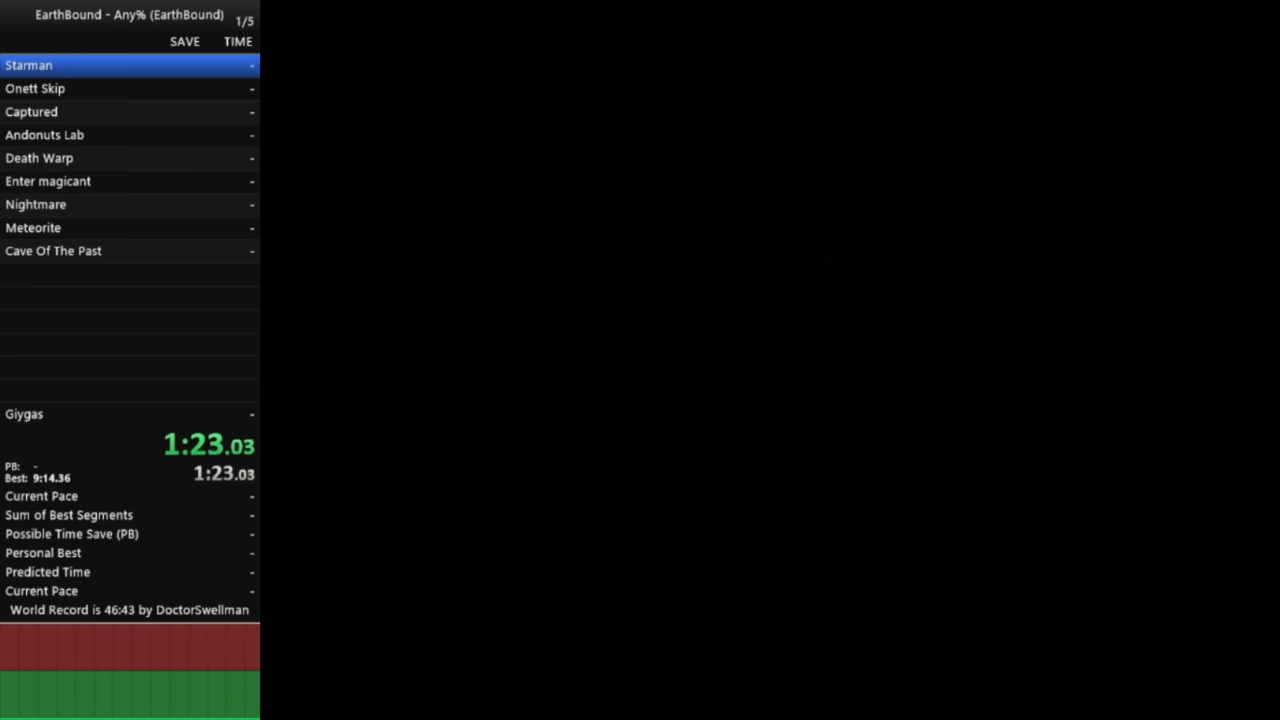 EarthBound - Any% (EarthBound) 1/5
SAVE TIME
Starman -
Onett Skip -
Captured -
Andonuts Lab -
Death Warp -
Enter magicant -
Nightmare -
Meteorite -
Cave Of The Past -
Giygas -
1:23.03
PB: -
Best: 9:14.36 1:23.03
Current Pace -
Sum of Best Segments -
Possible Time Save (PB) -
Personal Best -
Predicted Time -
Current Pace -
World Record is 46:43 by DoctorSwellman